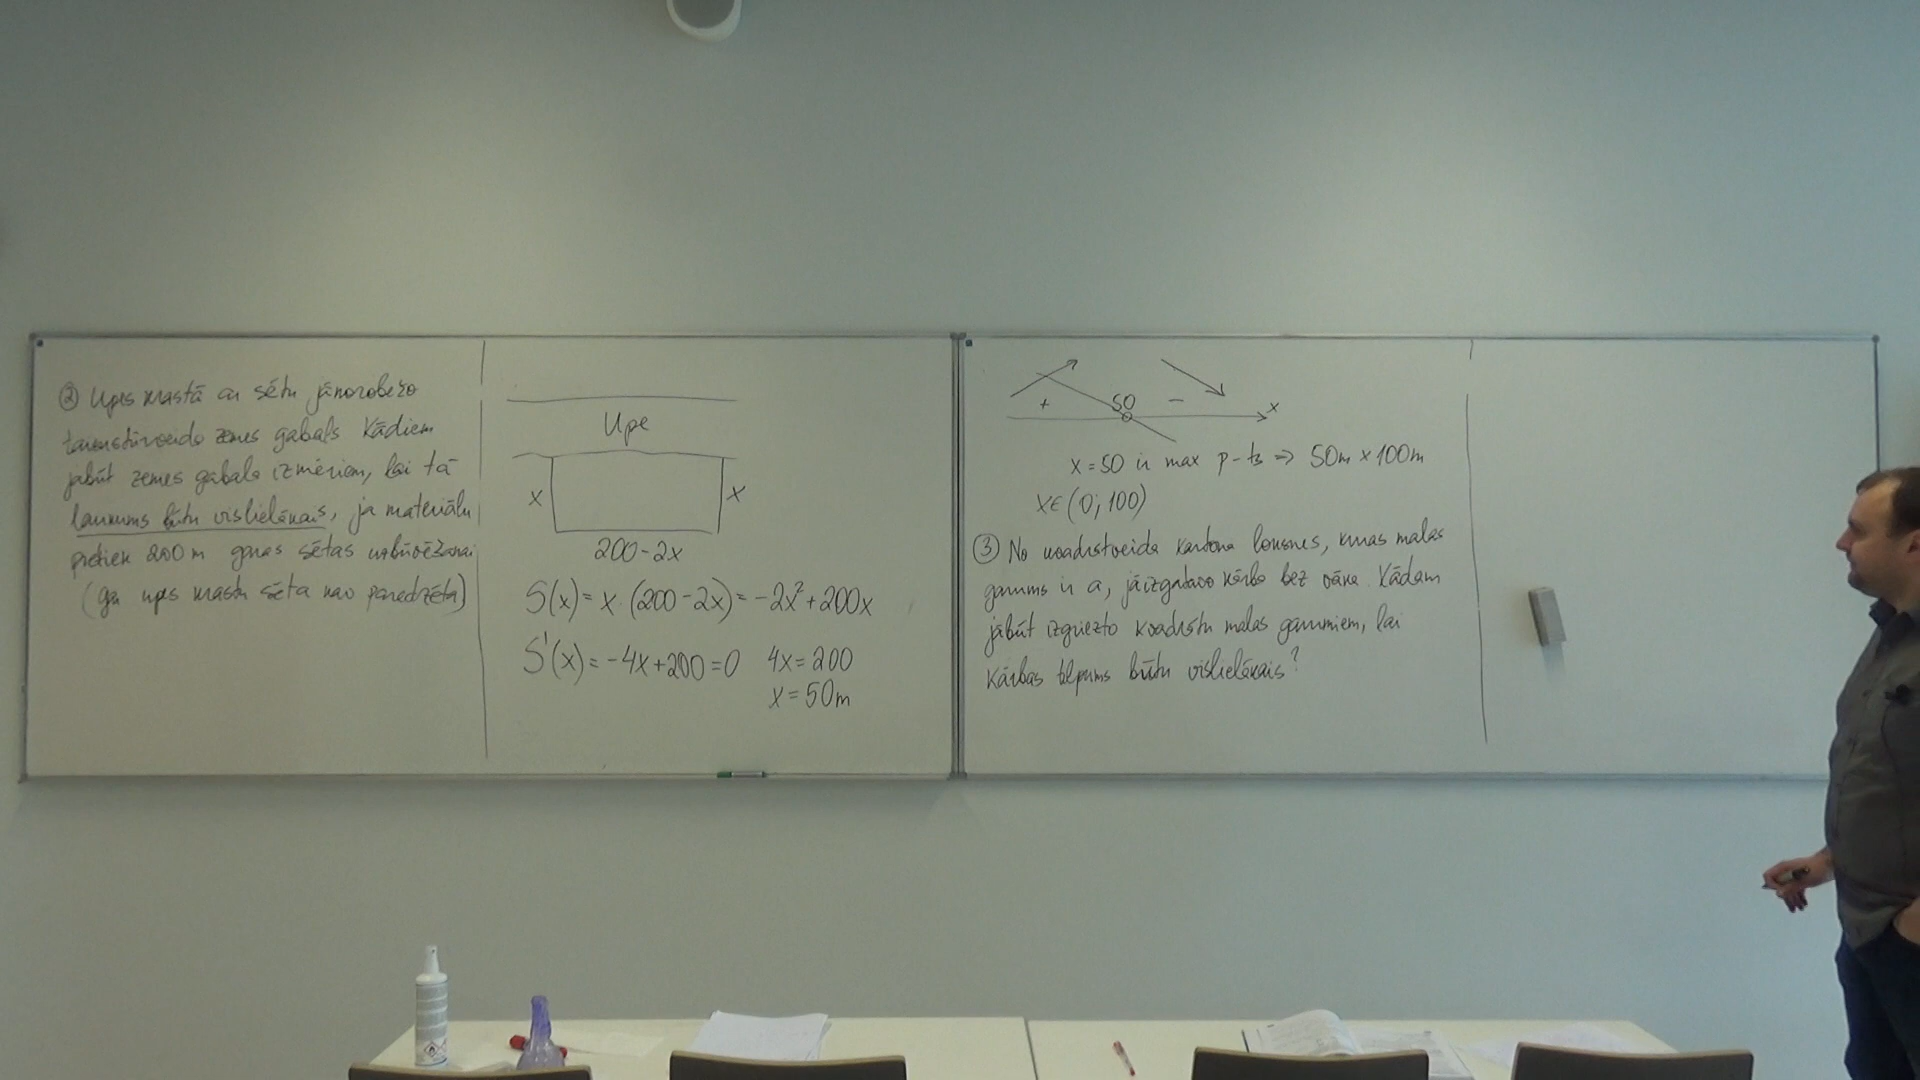 ② Upes krastā ar sētu jānorobežo
taisnstūrveida zemes gabals. Kādiem
jābūt zemes gabala izmēriem, lai tā
laukums būtu vislielākais, ja materiālu
pietiek 200 m garas sētas uzbūvēšanai
(gar upes krastu sēta nav paredzēta)
Upe
x
x
200-2x
S(x) = x·(200-2x) = -2x²+200x
S'(x) = -4x+200 = 0 4x = 200
x = 50m
+ 50 - x
x = 50 ir max p-ts ⇒ 50m x 100m
x∈(0; 100)
③ No kvadrātveida kartona loksnes, kuras malas
garums ir a, jāizgatavo kārba bez vāka. Kādam
jābūt izgriezto kvadrātu malas garumiem, lai
kārbas tilpums būtu vislielākais?